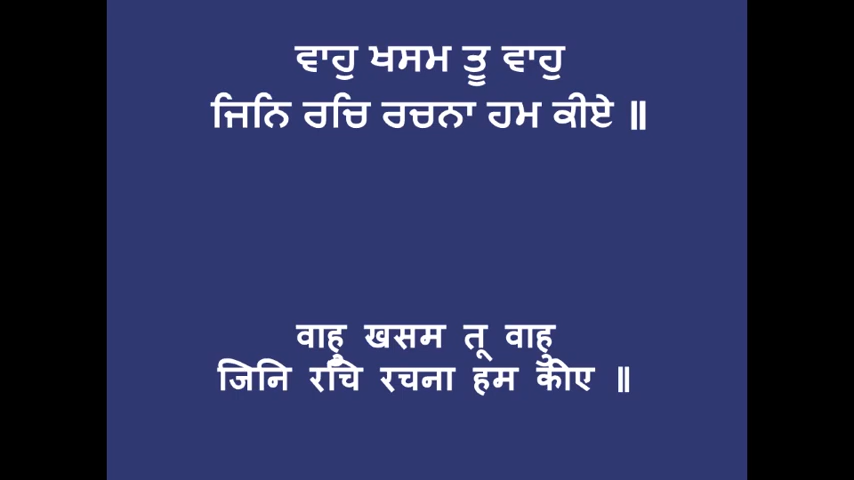 ਵਾਹੁ ਖਸਮ ਤੂ ਵਾਹੁ
ਜਿਨਿ ਰਚਿ ਰਚਨਾ ਹਮ ਕੀਏ ॥
वाहु खसम तू वाहु
जिनि रचि रचना हम कीए ॥